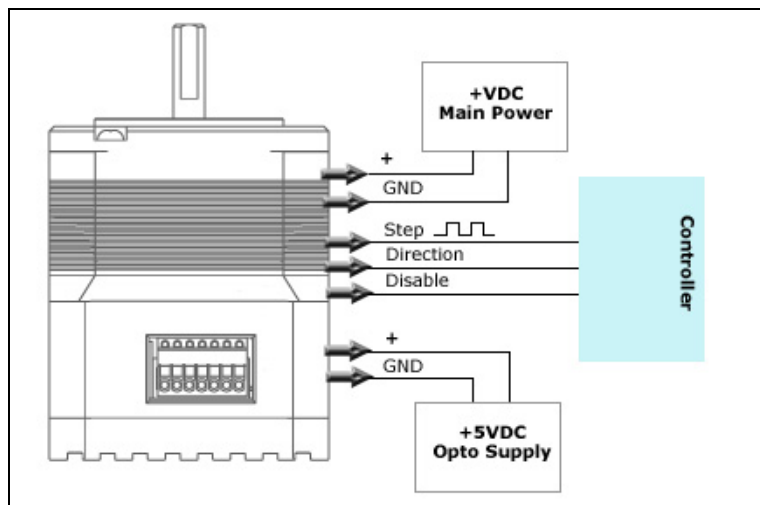 +VDC
Main Power
+
GND
Step
Direction
Disable
Controller
+
GND
+5VDC
Opto Supply